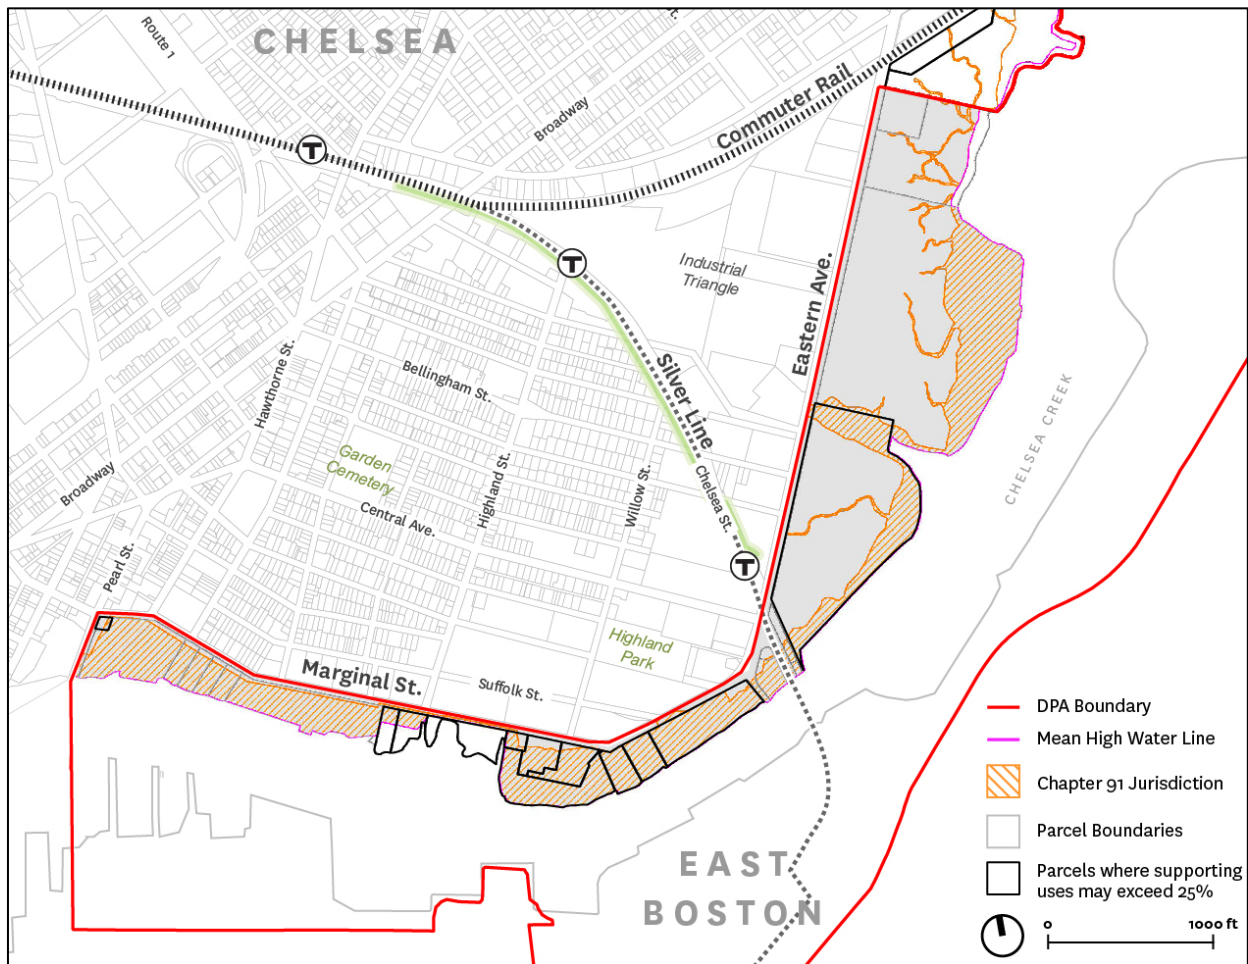 Route 1
CHELSEA
St.
Broadway
Commuter Rail
T
T
Industrial
Triangle
Eastern Ave.
Hawthorne St.
Bellingham St.
Silver Line
CHELSEA CREEK
Garden
Cemetery
Broadway
Highland St.
Willow St.
Chelsea St.
Central Ave.
Pearl St.
T
Highland
Park
Marginal St.
Suffolk St.
EAST
BOSTON
DPA Boundary
Mean High Water Line
Chapter 91 Jurisdiction
Parcel Boundaries
Parcels where supporting
uses may exceed 25%
0 1000 ft